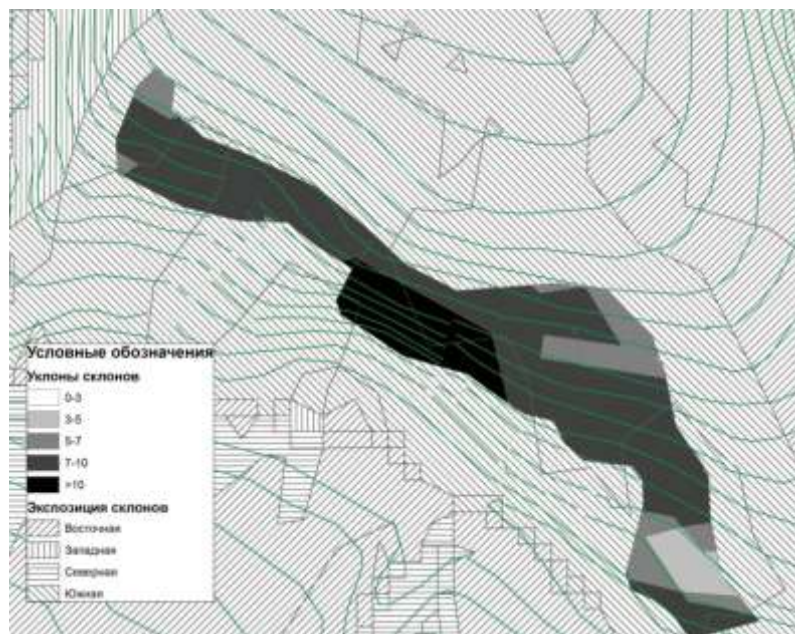 Условные обозначения
Уклоны склонов
0-3
3-5
5-7
7-10
>10
Экспозиция склонов
Восточная
Западная
Северная
Южная